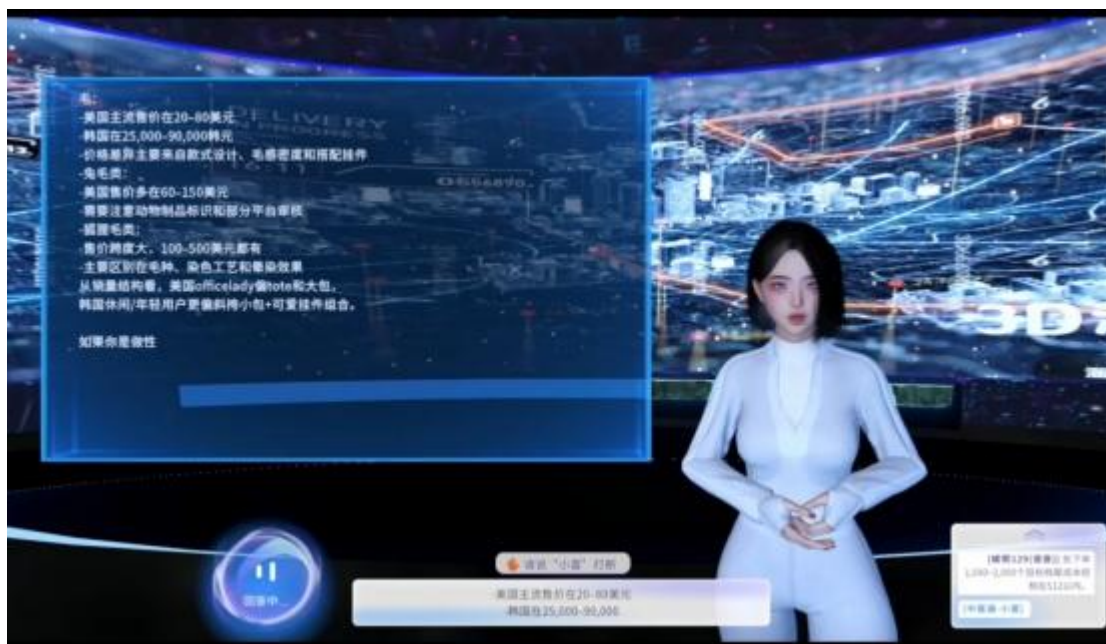 ·美国主流售价在20-80美元
·韩国在25,000-90,000韩元
·价格差异主要来自款式设计、毛感密度和搭配挂件
·兔毛类：
·美国售价多在60-150美元
·需要注意动物制品标识和部分平台审核
·狐狸毛类：
·售价跨度大，100-500美元都有
·主要区别在毛种、染色工艺和晕染效果
从销量结构看，美国officelady偏tote和大包，
韩国休闲/年轻用户更偏斜挎小包+可爱挂件组合。
如果你是做性
DELIVERY
3D
回答中...
请说“小富”打断
·美国主流售价在20-80美元
·韩国在25,000-90,000